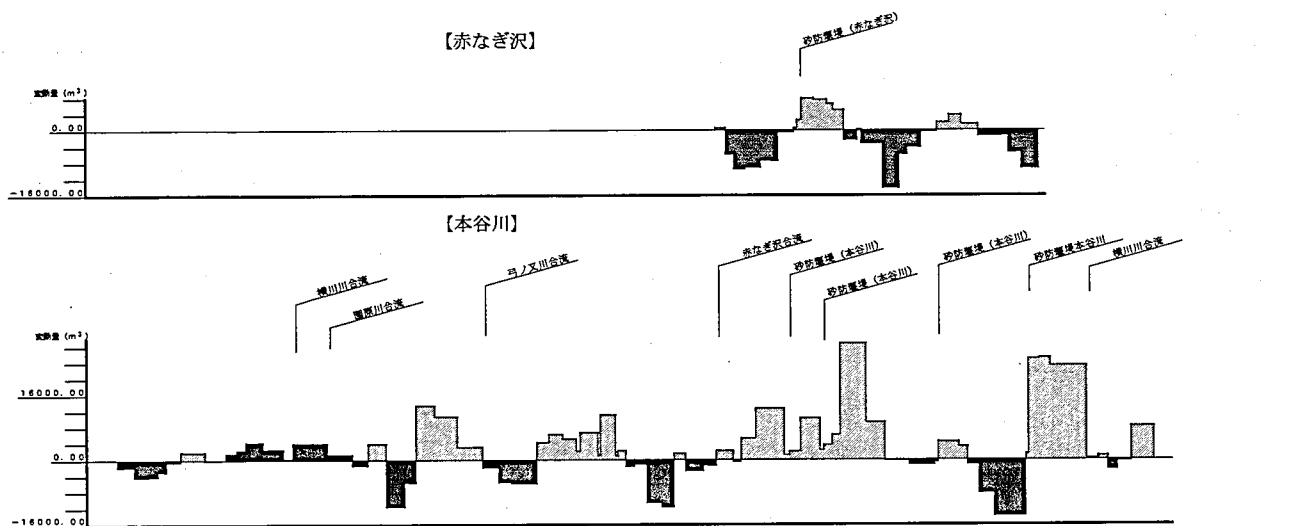 【赤なぎ沢】
砂防堰堤（赤なぎ沢）
変動量 (m³)
0.00
-16000.00
【本谷川】
横川川合流
園原川合流
弓ノ又川合流
赤なぎ沢合流
砂防堰堤（本谷川）
砂防堰堤（本谷川）
砂防堰堤（本谷川）
砂防堰堤本谷川
横川川合流
変動量 (m³)
16000.00
0.00
-16000.00